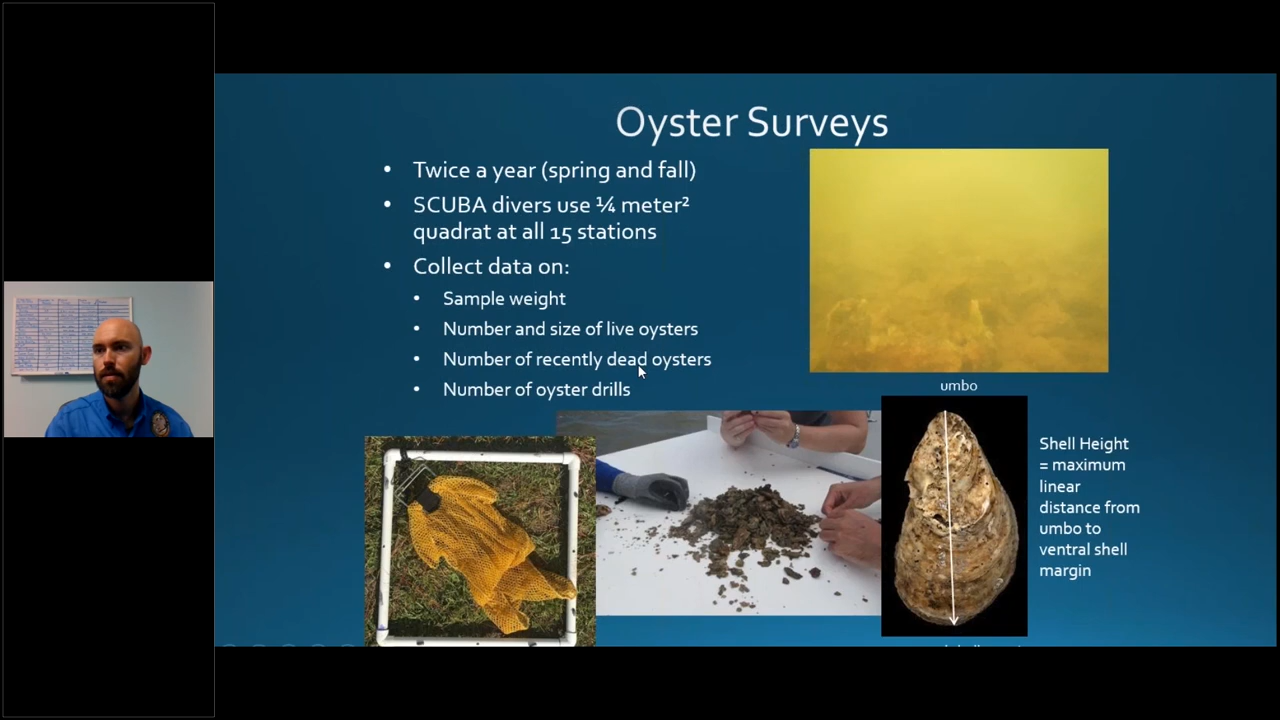 Oyster Surveys
• Twice a year (spring and fall)
• SCUBA divers use ¼ meter²
quadrat at all 15 stations
• Collect data on:
• Sample weight
• Number and size of live oysters
• Number of recently dead oysters
• Number of oyster drills
umbo
Shell Height
= maximum
linear
distance from
umbo to
ventral shell
margin